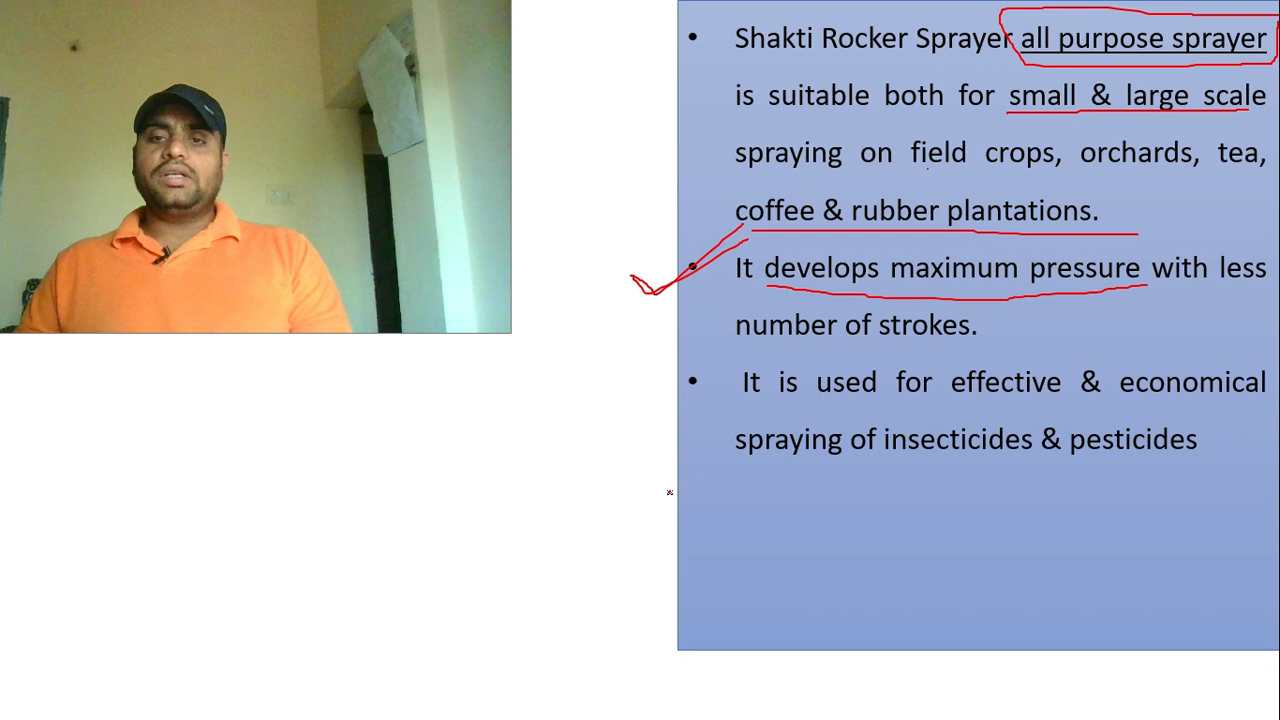 • Shakti Rocker Sprayer all purpose sprayer
is suitable both for small & large scale
spraying on field crops, orchards, tea,
coffee & rubber plantations.
• It develops maximum pressure with less
number of strokes.
• It is used for effective & economical
spraying of insecticides & pesticides